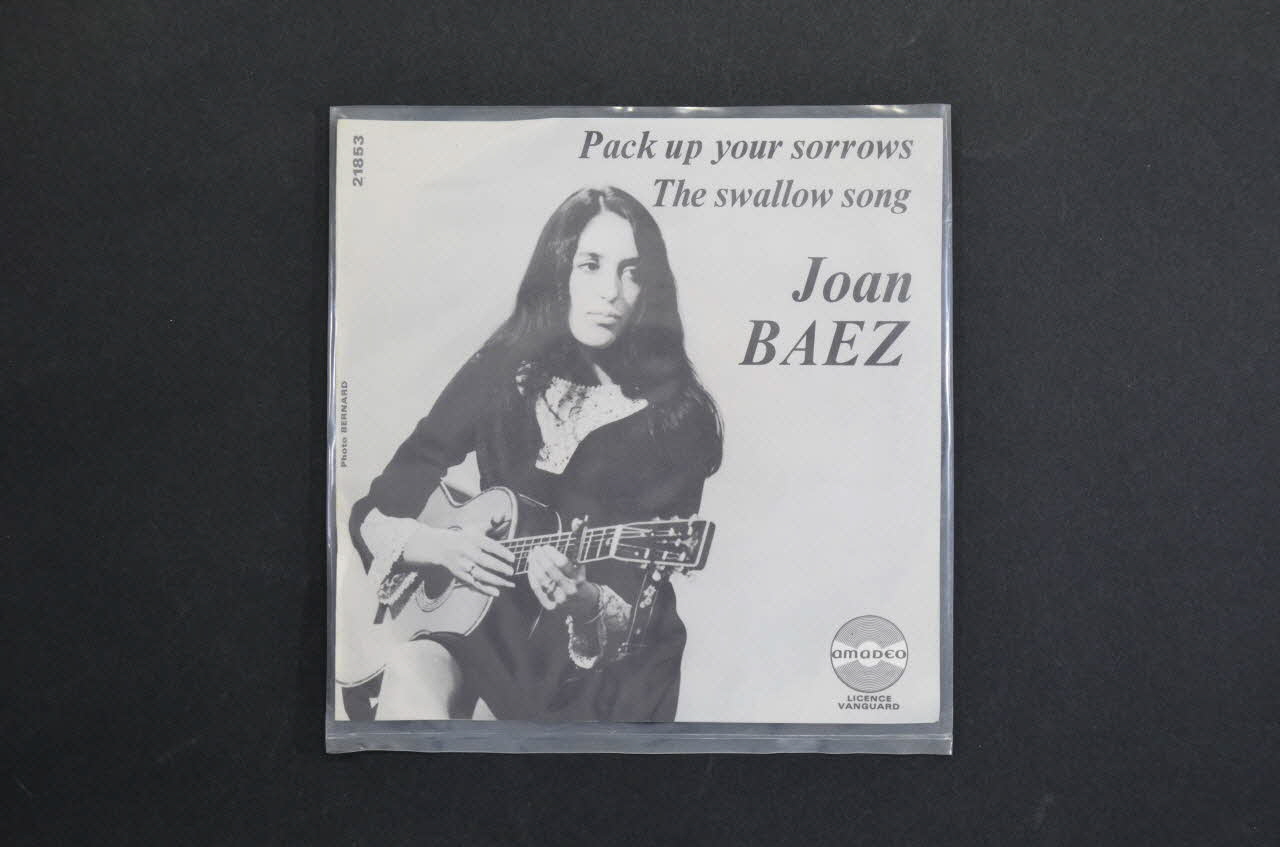 21853
Pack up your sorrows
The swallow song
Joan
BAEZ
Photo BERNARD
AMADEO
LICENCE
VANGUARD